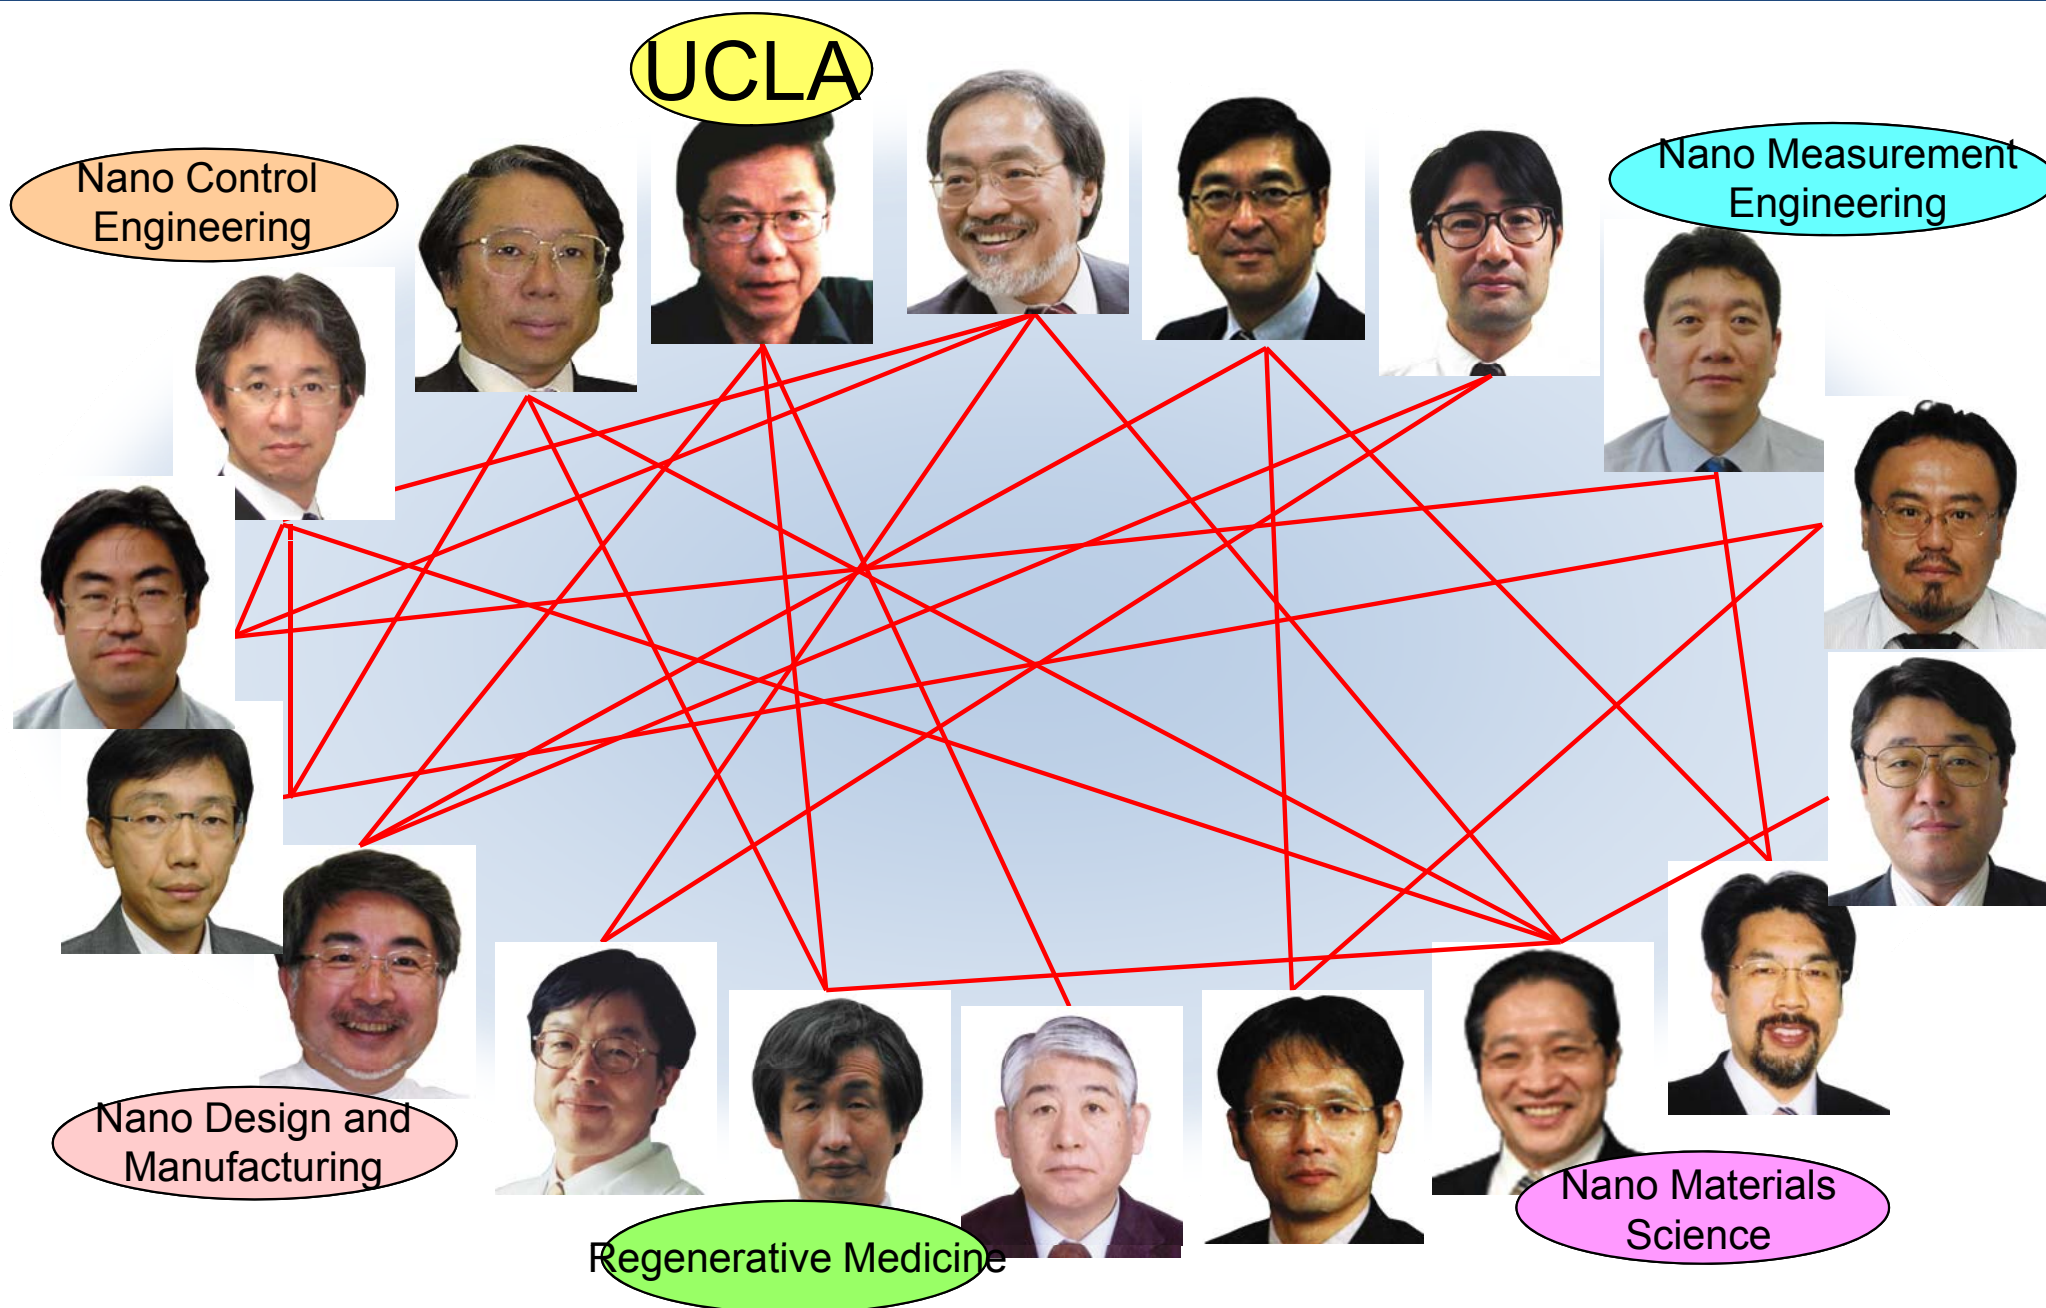 UCLA
Nano Control
Engineering
Nano Measurement
Engineering
Nano Design and
Manufacturing
Regenerative Medicine
Nano Materials
Science